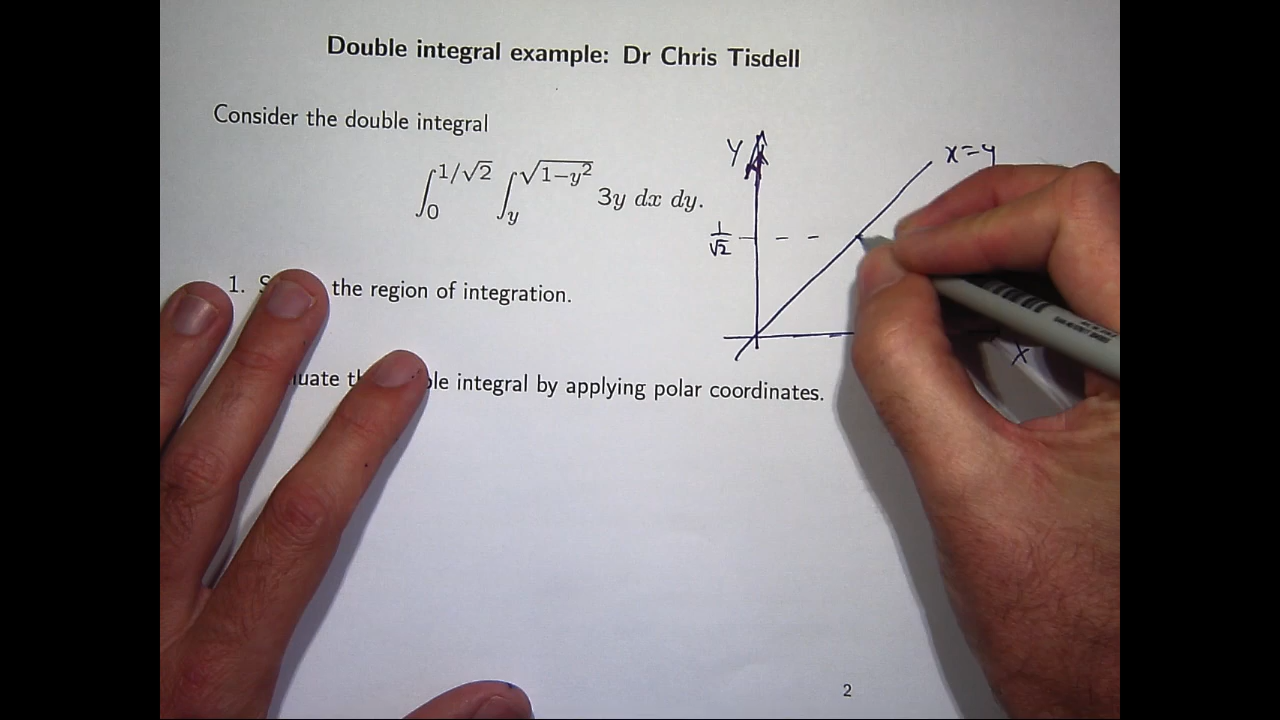 Double integral example: Dr Chris Tisdell
Consider the double integral
∫_0^{1/√2} ∫_y^{√(1−y²)} 3y dx dy.
Y
x=y
1/√2
1. the region of integration.
integral by applying polar coordinates.
x
2